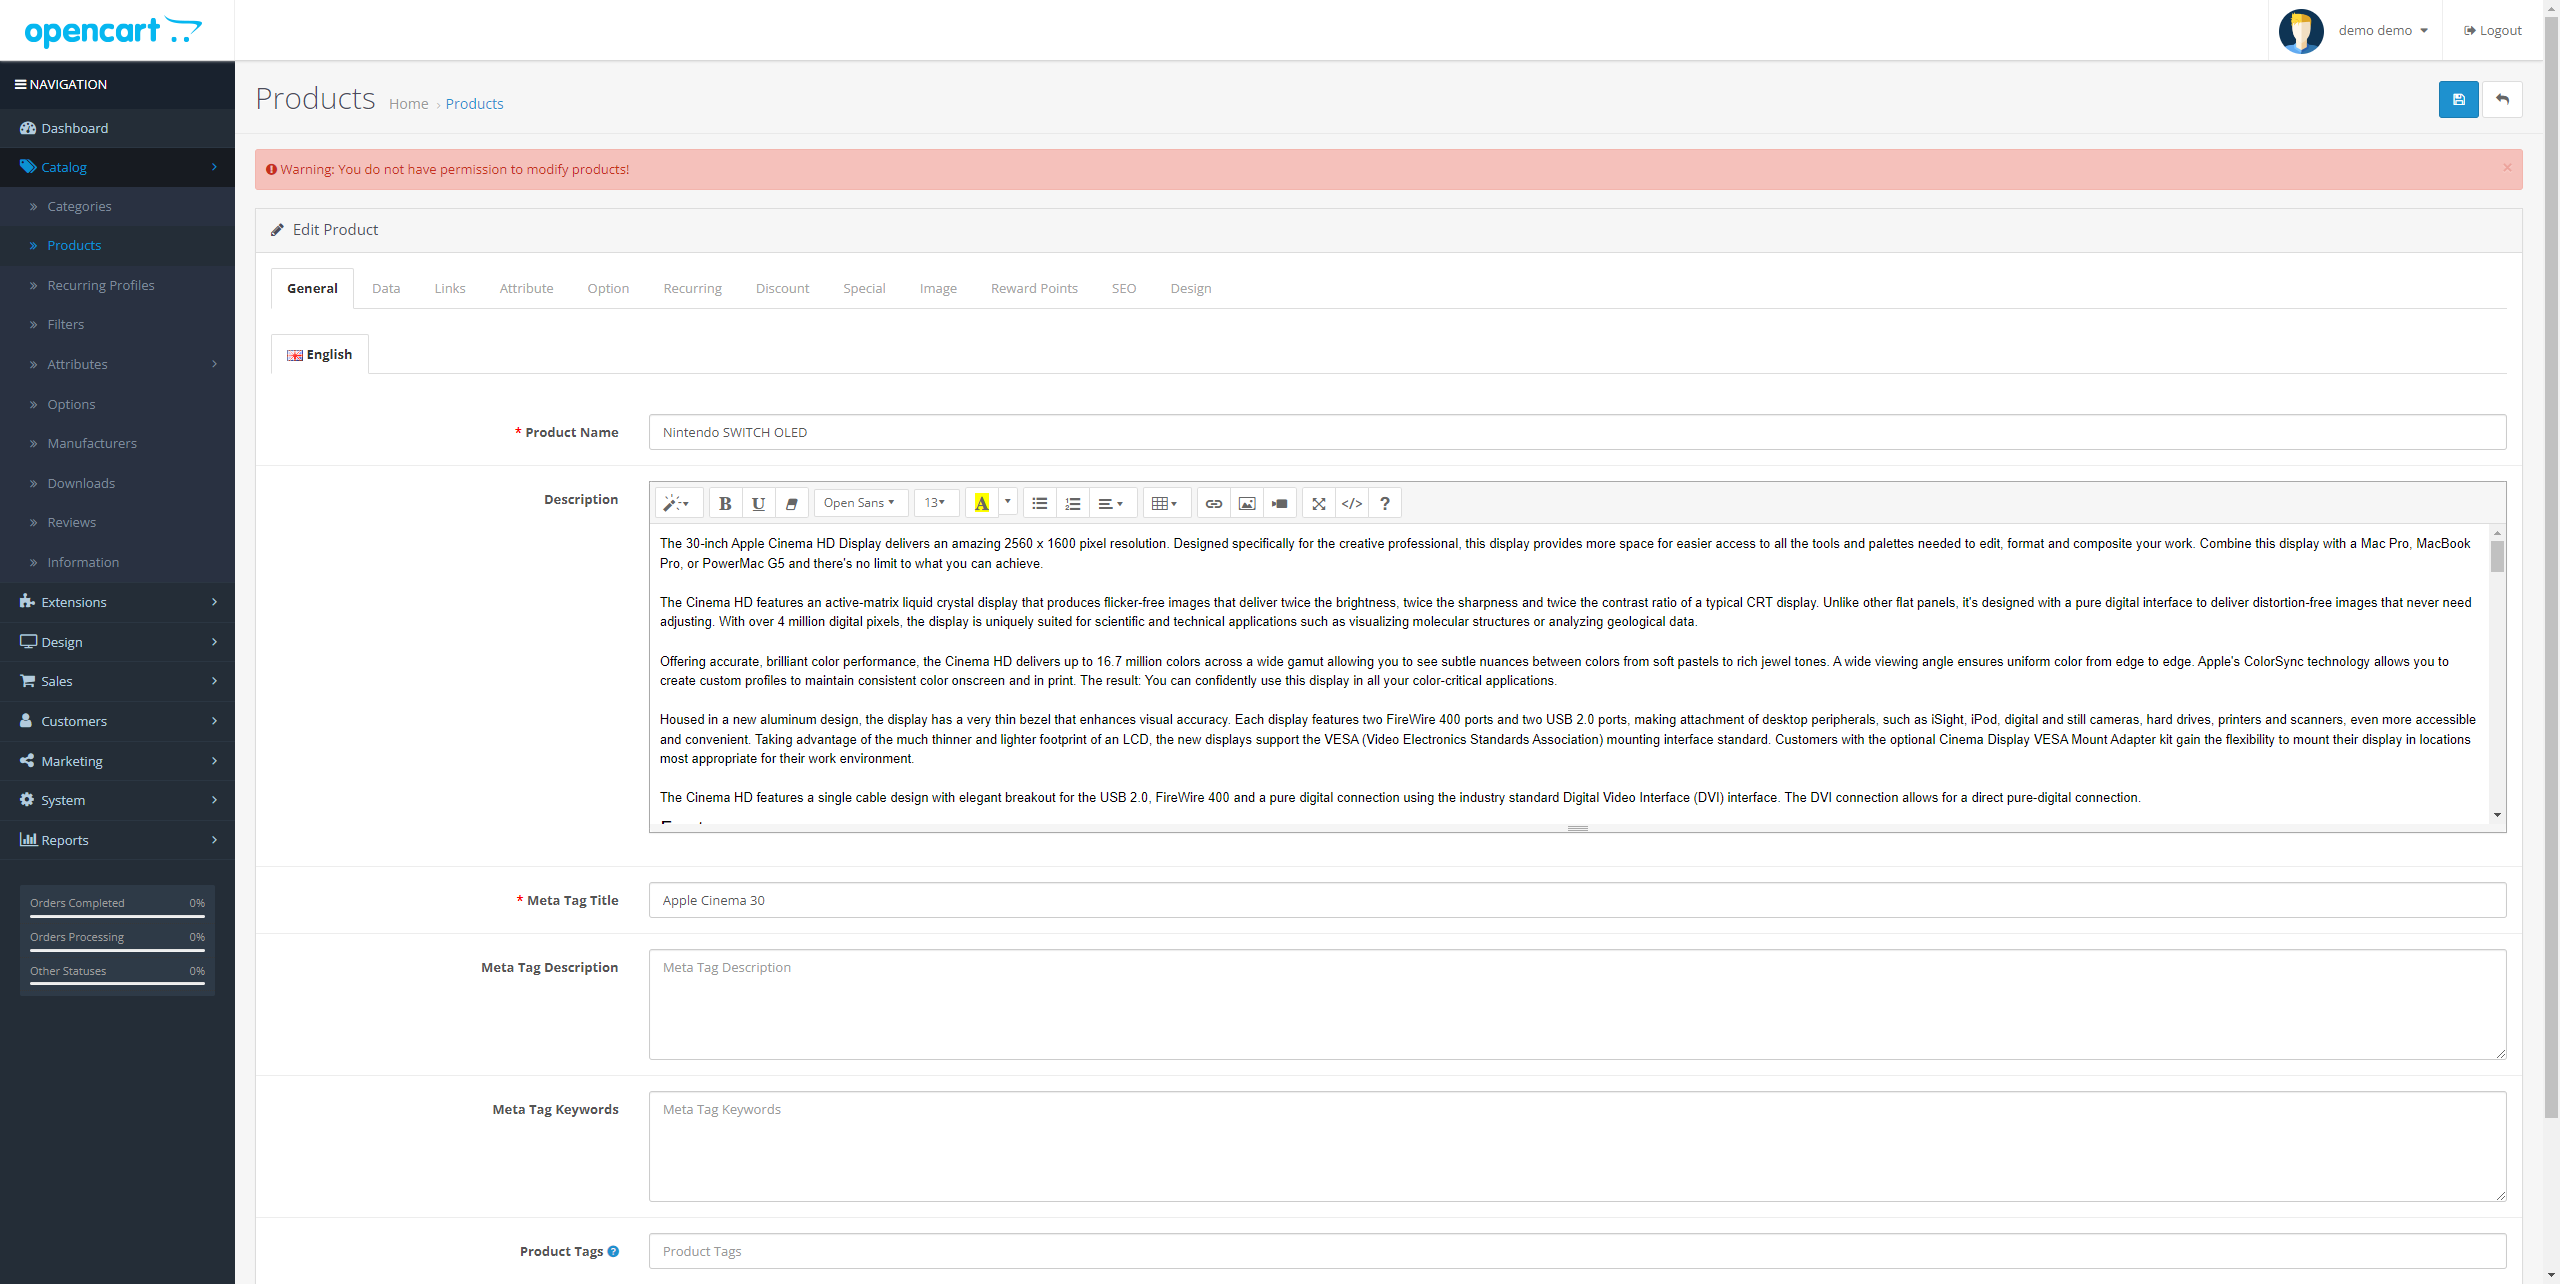 opencart
demo demo
Logout
NAVIGATION
Dashboard
Catalog
Categories
Products
Recurring Profiles
Filters
Attributes
Options
Manufacturers
Downloads
Reviews
Information
Extensions
Design
Sales
Customers
Marketing
System
Reports
Orders Completed 0%
Orders Processing 0%
Other Statuses 0%
Products Home › Products
Warning: You do not have permission to modify products! ×
Edit Product
General Data Links Attribute Option Recurring Discount Special Image Reward Points SEO Design
English
* Product Name Nintendo SWITCH OLED
Description
B U Open Sans 13 A </> ?
The 30-inch Apple Cinema HD Display delivers an amazing 2560 x 1600 pixel resolution. Designed specifically for the creative professional, this display provides more space for easier access to all the tools and palettes needed to edit, format and composite your work. Combine this display with a Mac Pro, MacBook
Pro, or PowerMac G5 and there's no limit to what you can achieve.
The Cinema HD features an active-matrix liquid crystal display that produces flicker-free images that deliver twice the brightness, twice the sharpness and twice the contrast ratio of a typical CRT display. Unlike other flat panels, it's designed with a pure digital interface to deliver distortion-free images that never need
adjusting. With over 4 million digital pixels, the display is uniquely suited for scientific and technical applications such as visualizing molecular structures or analyzing geological data.
Offering accurate, brilliant color performance, the Cinema HD delivers up to 16.7 million colors across a wide gamut allowing you to see subtle nuances between colors from soft pastels to rich jewel tones. A wide viewing angle ensures uniform color from edge to edge. Apple's ColorSync technology allows you to
create custom profiles to maintain consistent color onscreen and in print. The result: You can confidently use this display in all your color-critical applications.
Housed in a new aluminum design, the display has a very thin bezel that enhances visual accuracy. Each display features two FireWire 400 ports and two USB 2.0 ports, making attachment of desktop peripherals, such as iSight, iPod, digital and still cameras, hard drives, printers and scanners, even more accessible
and convenient. Taking advantage of the much thinner and lighter footprint of an LCD, the new displays support the VESA (Video Electronics Standards Association) mounting interface standard. Customers with the optional Cinema Display VESA Mount Adapter kit gain the flexibility to mount their display in locations
most appropriate for their work environment.
The Cinema HD features a single cable design with elegant breakout for the USB 2.0, FireWire 400 and a pure digital connection using the industry standard Digital Video Interface (DVI) interface. The DVI connection allows for a direct pure-digital connection.
* Meta Tag Title Apple Cinema 30
Meta Tag Description Meta Tag Description
Meta Tag Keywords Meta Tag Keywords
Product Tags ? Product Tags